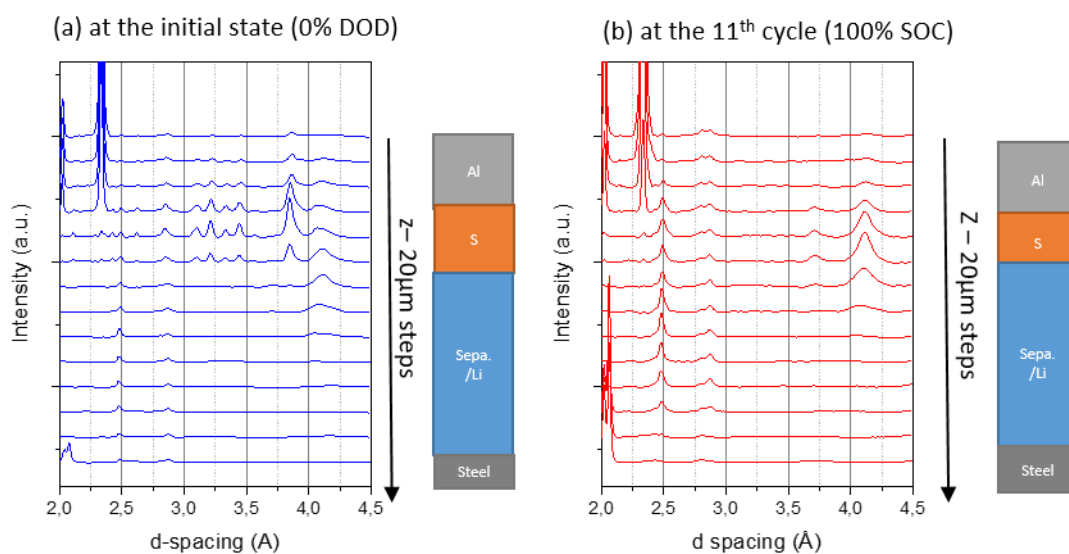 (a) at the initial state (0% DOD)
Intensity (a.u.)
2,0 2,5 3,0 3,5 4,0 4,5
d-spacing (A)
z– 20µm steps
Al
S
Sepa.
/Li
Steel
(b) at the 11th cycle (100% SOC)
Intensity (a.u.)
2,0 2,5 3,0 3,5 4,0 4,5
d spacing (Å)
Z – 20µm steps
Al
S
Sepa.
/Li
Steel